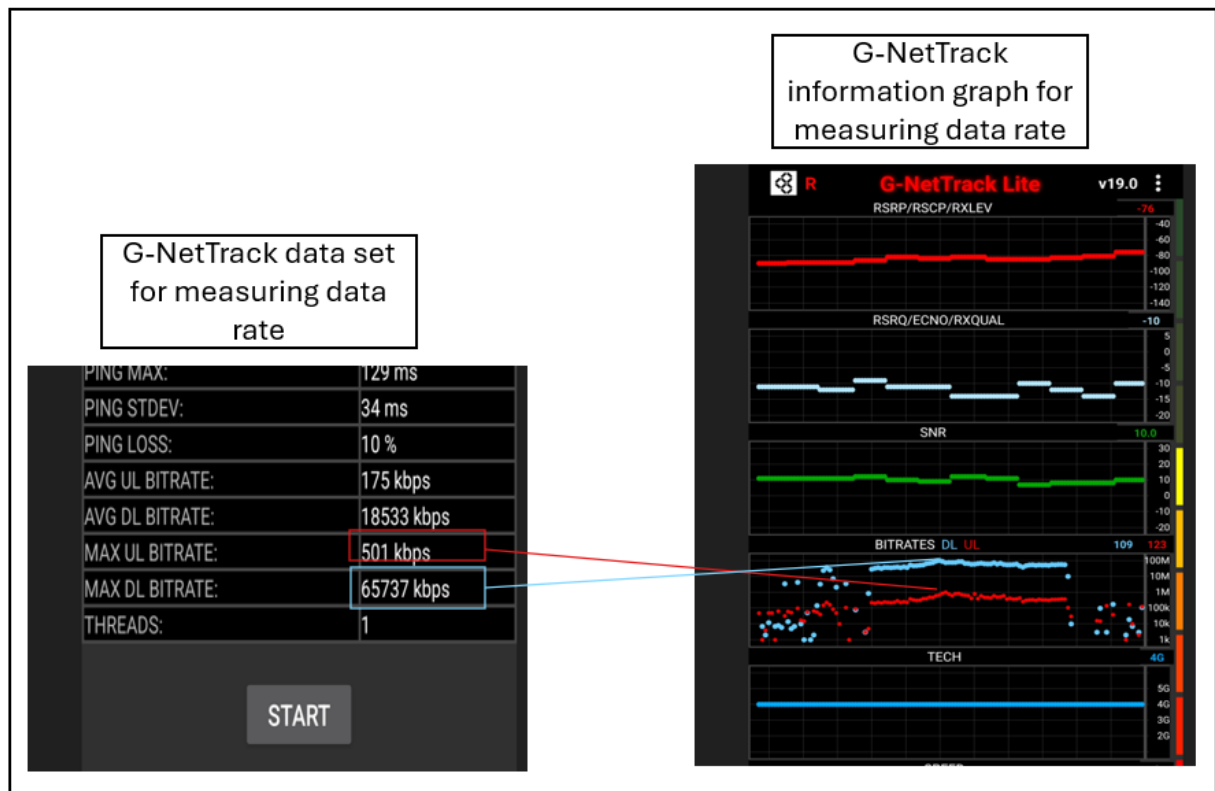 G-NetTrack
information graph for
measuring data rate
G-NetTrack data set
for measuring data
rate
PING MAX: 129 ms
PING STDEV: 34 ms
PING LOSS: 10 %
AVG UL BITRATE: 175 kbps
AVG DL BITRATE: 18533 kbps
MAX UL BITRATE: 501 kbps
MAX DL BITRATE: 65737 kbps
THREADS: 1
START
R G-NetTrack Lite v19.0
RSRP/RSCP/RXLEV -76
-40
-60
-80
-100
-120
-140
RSRQ/ECNO/RXQUAL -10
5
0
-5
-10
-15
-20
SNR 10.0
30
20
10
0
-10
-20
BITRATES DL UL 109 123
100M
10M
1M
100k
10k
1k
TECH 4G
5G
4G
3G
2G